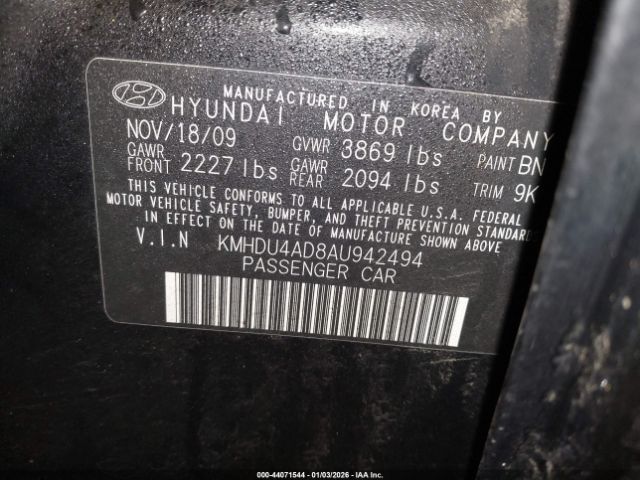 MANUFACTURED IN KOREA BY
HYUNDAI MOTOR COMPANY
NOV/18/09 GVWR 3869 lbs PAINT BN
GAWR FRONT 2227 lbs GAWR REAR 2094 lbs TRIM 9K
THIS VEHICLE CONFORMS TO ALL APPLICABLE U.S.A. FEDERAL
MOTOR VEHICLE SAFETY, BUMPER, AND THEFT PREVENTION STANDARDS
IN EFFECT ON THE DATE OF MANUFACTURE SHOWN ABOVE.
V.I.N KMHDU4AD8AU942494
PASSENGER CAR
000-44071544 | 01/03/2026 - IAA Inc.